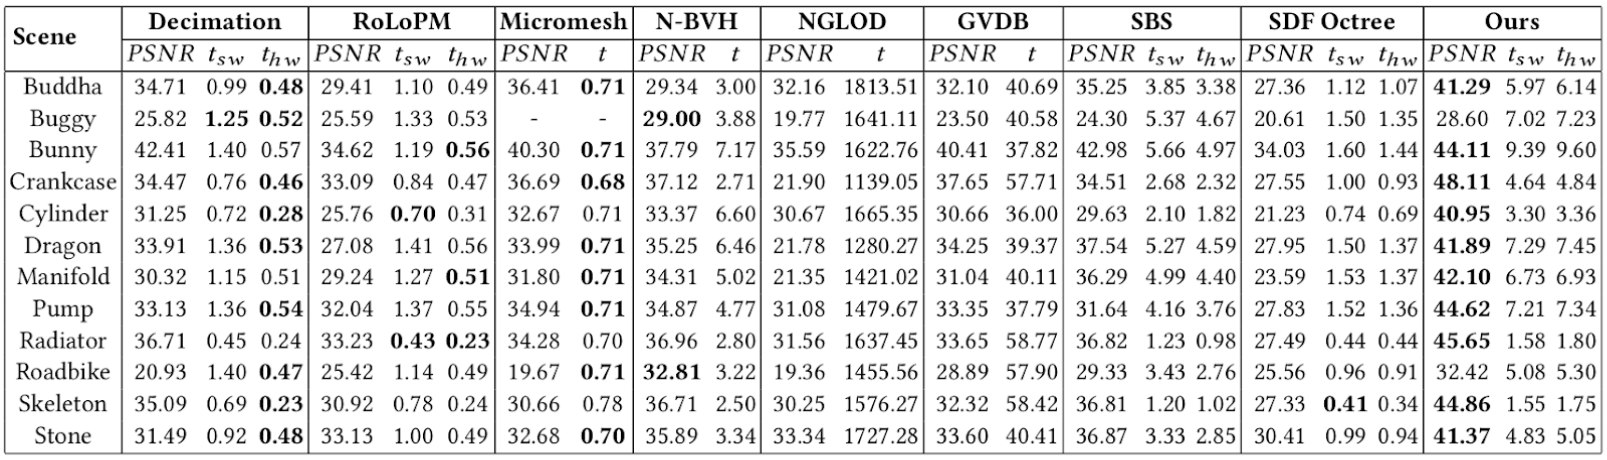 Scene Decimation RoLoPM Micromesh N-BVH NGLOD GVDB SBS SDF Octree Ours
PSNR t_sw t_hw PSNR t_sw t_hw PSNR t PSNR t PSNR t PSNR t PSNR t_sw t_hw PSNR t_sw t_hw PSNR t_sw t_hw
Buddha 34.71 0.99 0.48 29.41 1.10 0.49 36.41 0.71 29.34 3.00 32.16 1813.51 32.10 40.69 35.25 3.85 3.38 27.36 1.12 1.07 41.29 5.97 6.14
Buggy 25.82 1.25 0.52 25.59 1.33 0.53 - - 29.00 3.88 19.77 1641.11 23.50 40.58 24.30 5.37 4.67 20.61 1.50 1.35 28.60 7.02 7.23
Bunny 42.41 1.40 0.57 34.62 1.19 0.56 40.30 0.71 37.79 7.17 35.59 1622.76 40.41 37.82 42.98 5.66 4.97 34.03 1.60 1.44 44.11 9.39 9.60
Crankcase 34.47 0.76 0.46 33.09 0.84 0.47 36.69 0.68 37.12 2.71 21.90 1139.05 37.65 57.71 34.51 2.68 2.32 27.55 1.00 0.93 48.11 4.64 4.84
Cylinder 31.25 0.72 0.28 25.76 0.70 0.31 32.67 0.71 33.37 6.60 30.67 1665.35 30.66 36.00 29.63 2.10 1.82 21.23 0.74 0.69 40.95 3.30 3.36
Dragon 33.91 1.36 0.53 27.08 1.41 0.56 33.99 0.71 35.25 6.46 21.78 1280.27 34.25 39.37 37.54 5.27 4.59 27.95 1.50 1.37 41.89 7.29 7.45
Manifold 30.32 1.15 0.51 29.24 1.27 0.51 31.80 0.71 34.31 5.02 21.35 1421.02 31.04 40.11 36.29 4.99 4.40 23.59 1.53 1.37 42.10 6.73 6.93
Pump 33.13 1.36 0.54 32.04 1.37 0.55 34.94 0.71 34.87 4.77 31.08 1479.67 33.35 37.79 31.64 4.16 3.76 27.83 1.52 1.36 44.62 7.21 7.34
Radiator 36.71 0.45 0.24 33.23 0.43 0.23 34.28 0.70 36.96 2.80 31.56 1637.45 33.65 58.77 36.82 1.23 0.98 27.49 0.44 0.44 45.65 1.58 1.80
Roadbike 20.93 1.40 0.47 25.42 1.14 0.49 19.67 0.71 32.81 3.22 19.36 1455.56 28.89 57.90 29.33 3.43 2.76 25.56 0.96 0.91 32.42 5.08 5.30
Skeleton 35.09 0.69 0.23 30.92 0.78 0.24 30.66 0.78 36.71 2.50 30.25 1576.27 32.32 58.42 36.81 1.20 1.02 27.33 0.41 0.34 44.86 1.55 1.75
Stone 31.49 0.92 0.48 33.13 1.00 0.49 32.68 0.70 35.89 3.34 33.34 1727.28 33.60 40.41 36.87 3.33 2.85 30.41 0.99 0.94 41.37 4.83 5.05